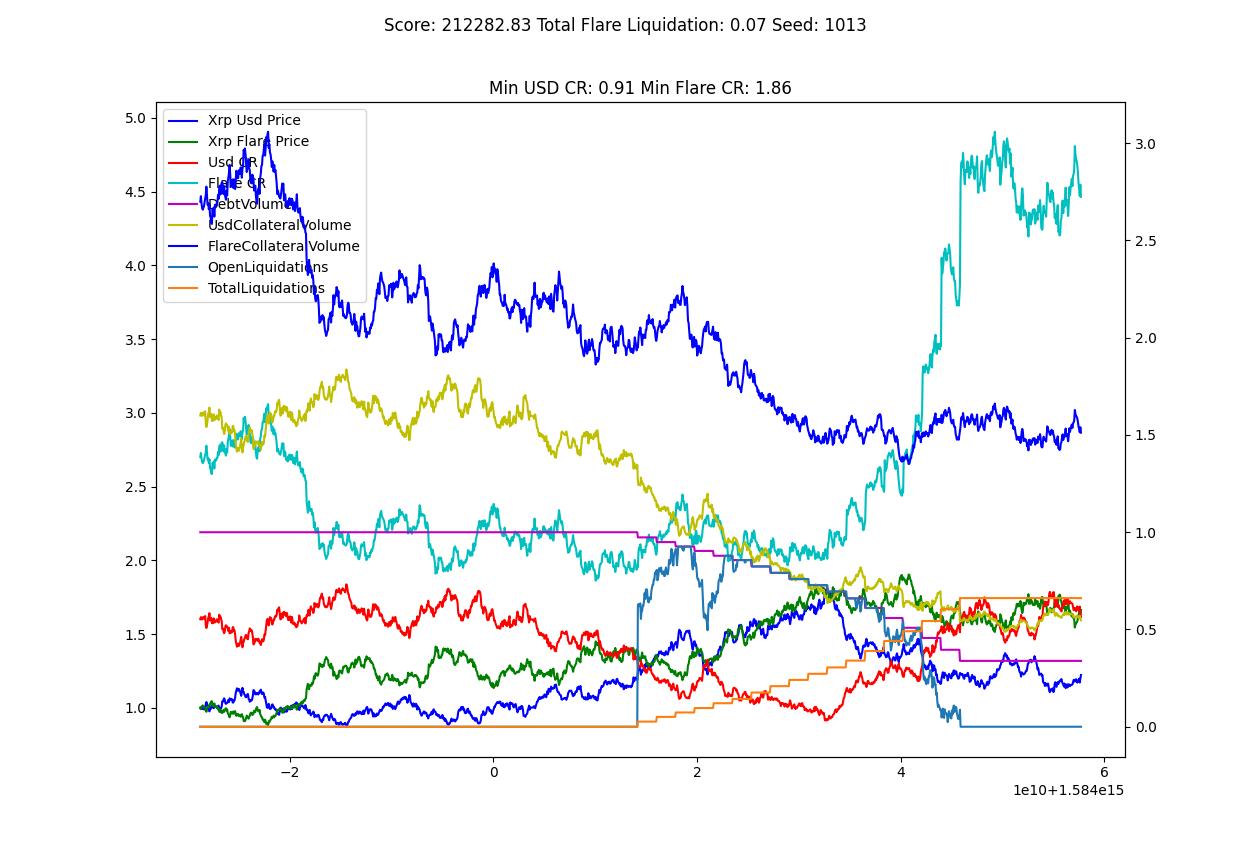 Score: 212282.83 Total Flare Liquidation: 0.07 Seed: 1013
Min USD CR: 0.91 Min Flare CR: 1.86
Xrp Usd Price
Xrp Flare Price
Usd CR
Flare CR
DebtVolume
UsdCollateralVolume
FlareCollateralVolume
OpenLiquidations
TotalLiquidations
5.0
4.5
4.0
3.5
3.0
2.5
2.0
1.5
1.0
3.0
2.5
2.0
1.5
1.0
0.5
0.0
−2
0
2
4
6
1e10+1.584e15